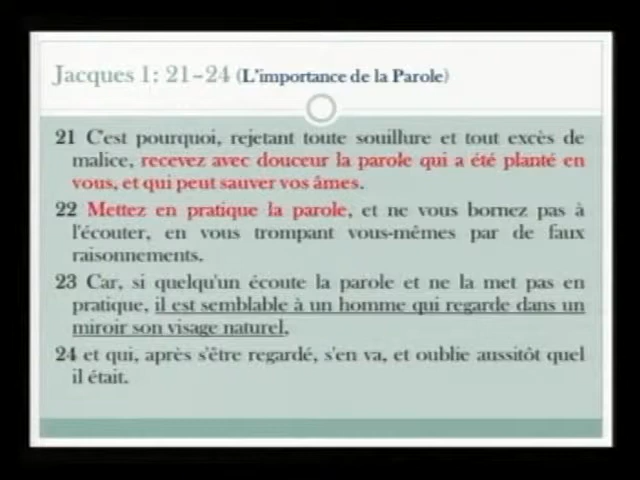 Jacques 1: 21-24 (L'importance de la Parole)
21 C'est pourquoi, rejetant toute souillure et tout excès de
malice, recevez avec douceur la parole qui a été planté en
vous, et qui peut sauver vos âmes.
22 Mettez en pratique la parole, et ne vous bornez pas à
l'écouter, en vous trompant vous-mêmes par de faux
raisonnements.
23 Car, si quelqu'un écoute la parole et ne la met pas en
pratique, il est semblable à un homme qui regarde dans un
miroir son visage naturel,
24 et qui, après s'être regardé, s'en va, et oublie aussitôt quel
il était.